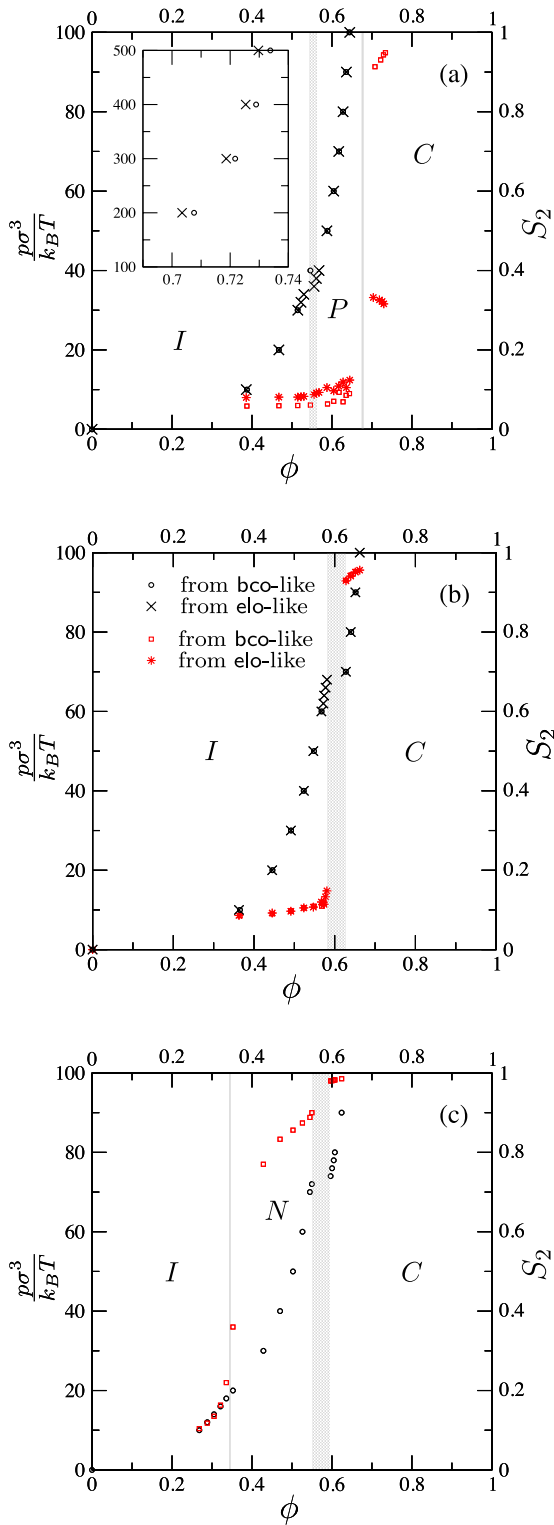 0 0.2 0.4 0.6 0.8 1
100 500 (a) 1
400
80 300 C 0.8
200
60 100 0.6
0.7 0.72 0.74
pσ³/k_BT S₂
40 P 0.4
I
20 0.2
0 0
0 0.2 0.4 0.6 0.8 1
ϕ
0 0.2 0.4 0.6 0.8 1
100 (b) 1
from bco-like
from elo-like
80 0.8
from bco-like
from elo-like
60 0.6
pσ³/k_BT I C S₂
40 0.4
20 0.2
0 0
0 0.2 0.4 0.6 0.8 1
ϕ
0 0.2 0.4 0.6 0.8 1
100 (c) 1
80 0.8
N
60 0.6
pσ³/k_BT I C S₂
40 0.4
20 0.2
0 0
0 0.2 0.4 0.6 0.8 1
ϕ